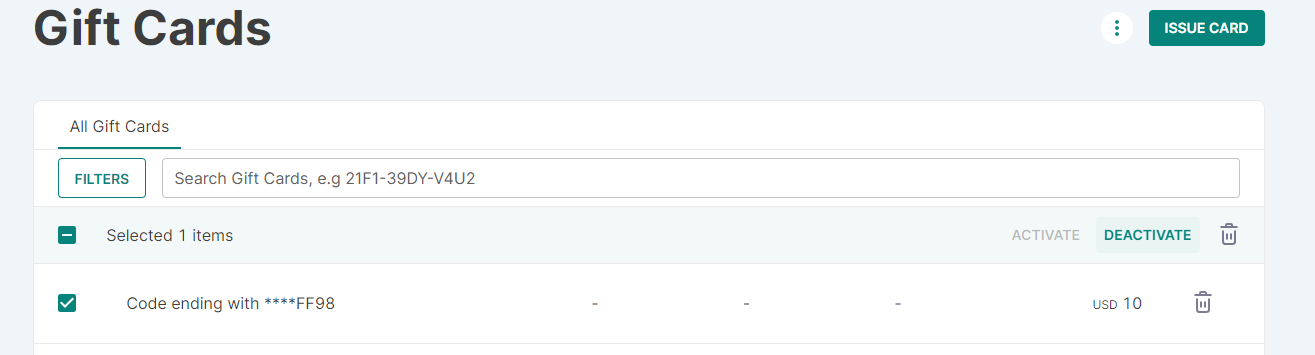 Gift Cards
ISSUE CARD
All Gift Cards
FILTERS
Search Gift Cards, e.g 21F1-39DY-V4U2
Selected 1 items ACTIVATE DEACTIVATE
Code ending with ****FF98 - - - USD 10